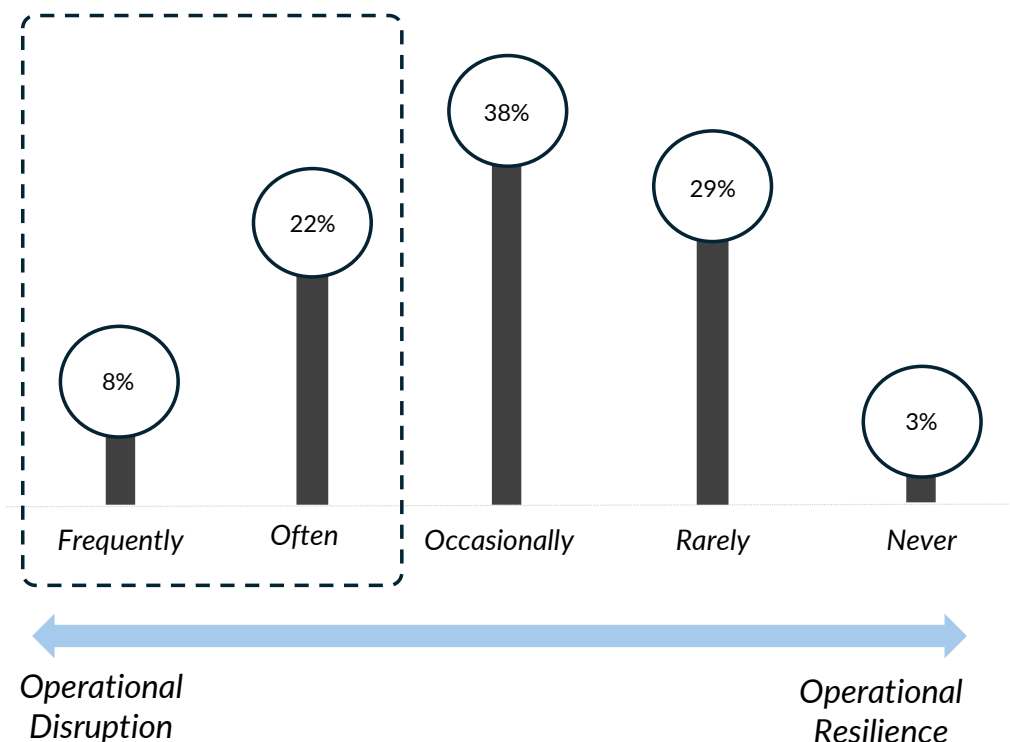 38%
29%
22%
8%
3%
Frequently
Often
Occasionally
Rarely
Never
Operational
Disruption
Operational
Resilience